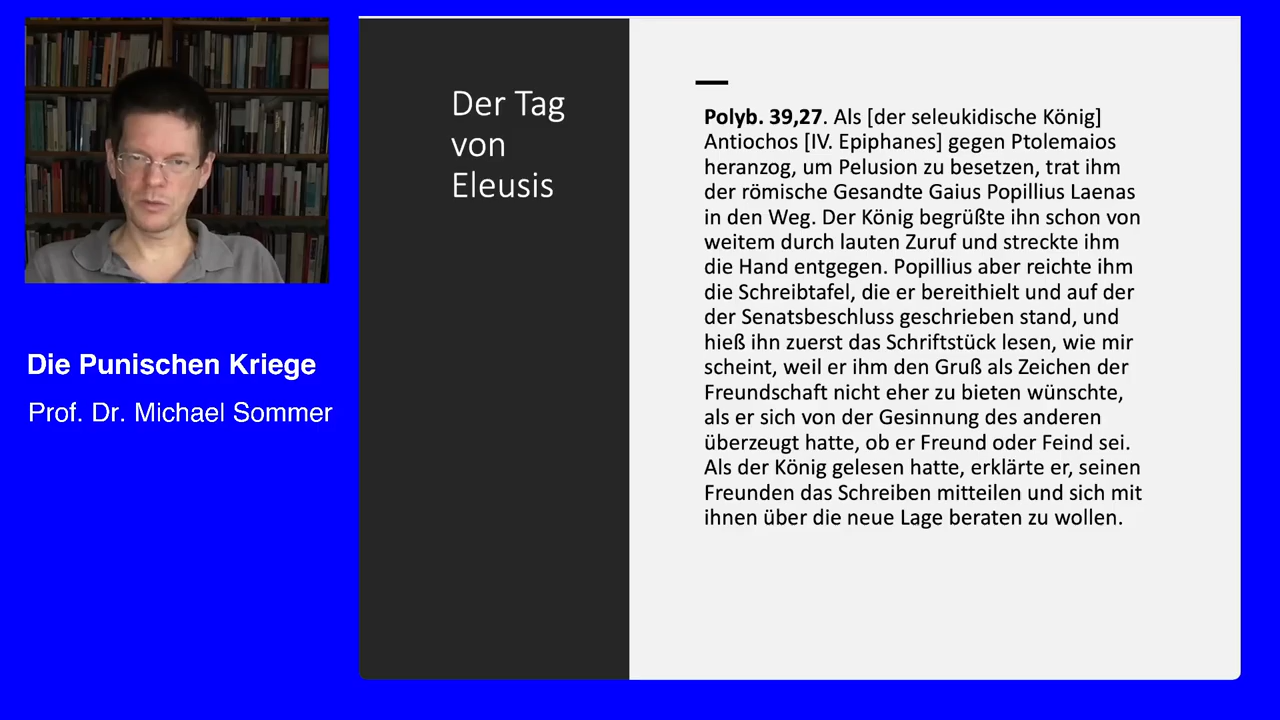 Die Punischen Kriege
Prof. Dr. Michael Sommer
Der Tag
von
Eleusis
Polyb. 39,27. Als [der seleukidische König]
Antiochos [IV. Epiphanes] gegen Ptolemaios
heranzog, um Pelusion zu besetzen, trat ihm
der römische Gesandte Gaius Popillius Laenas
in den Weg. Der König begrüßte ihn schon von
weitem durch lauten Zuruf und streckte ihm
die Hand entgegen. Popillius aber reichte ihm
die Schreibtafel, die er bereithielt und auf der
der Senatsbeschluss geschrieben stand, und
hieß ihn zuerst das Schriftstück lesen, wie mir
scheint, weil er ihm den Gruß als Zeichen der
Freundschaft nicht eher zu bieten wünschte,
als er sich von der Gesinnung des anderen
überzeugt hatte, ob er Freund oder Feind sei.
Als der König gelesen hatte, erklärte er, seinen
Freunden das Schreiben mitteilen und sich mit
ihnen über die neue Lage beraten zu wollen.